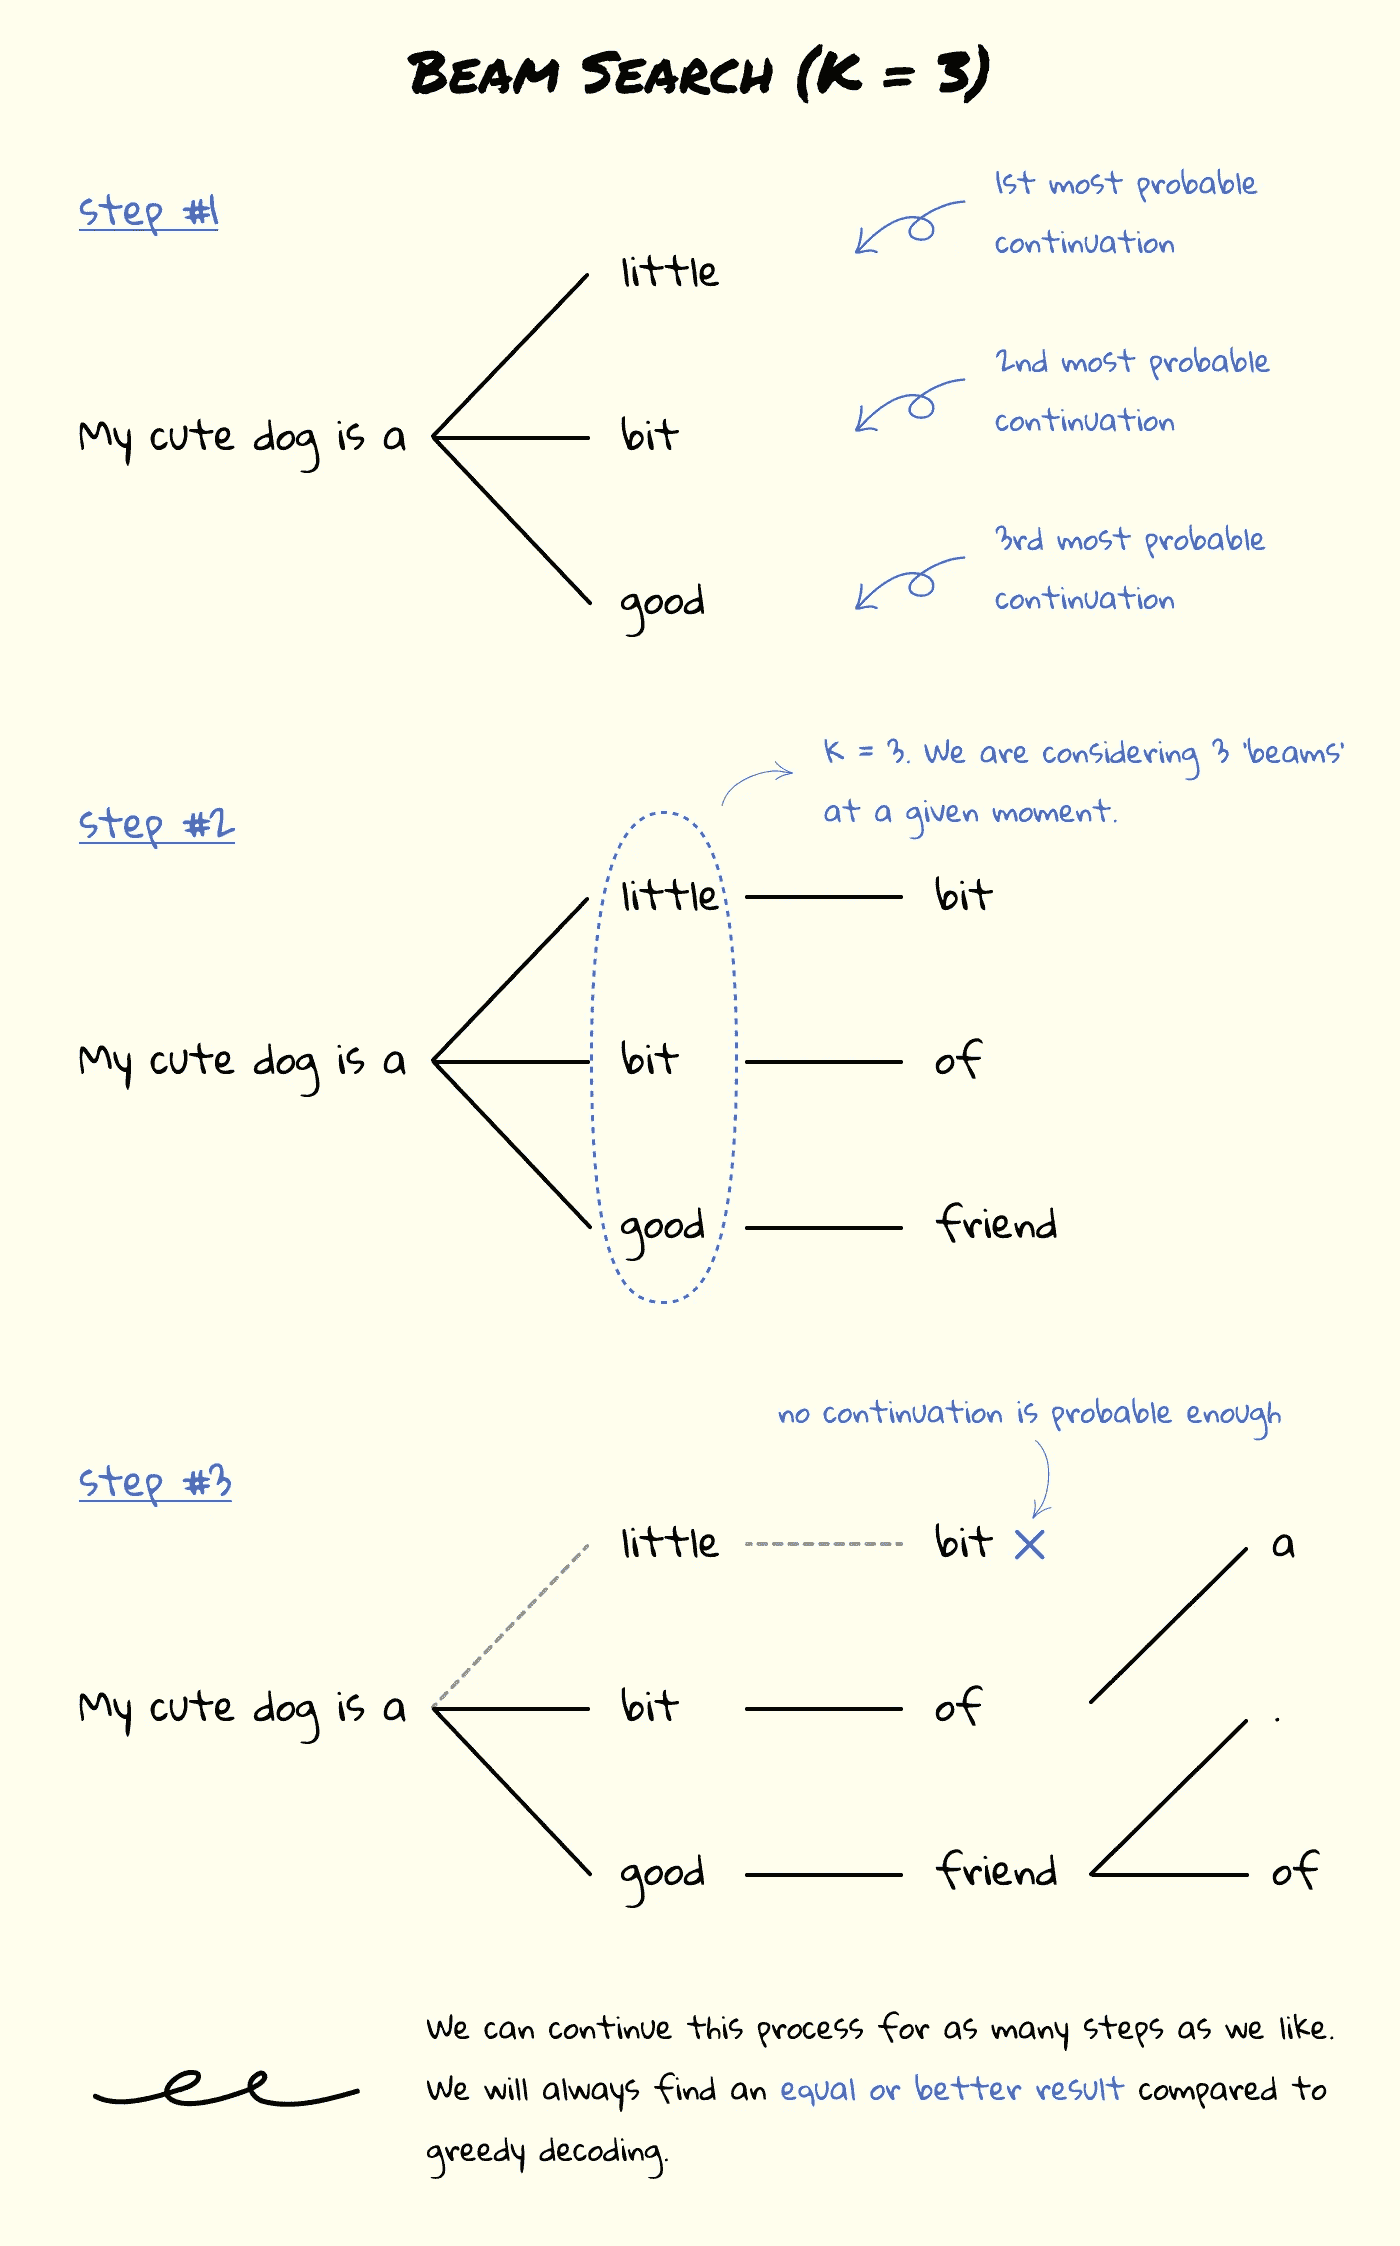 BEAM SEARCH (K = 3)
step #1
1st most probable
continuation
little
2nd most probable
continuation
My cute dog is a
bit
3rd most probable
continuation
good
K = 3. We are considering 3 'beams'
at a given moment.
step #2
little
bit
My cute dog is a
bit
of
good
friend
no continuation is probable enough
step #3
little
bit
a
My cute dog is a
bit
of
.
good
friend
of
We can continue this process for as many steps as we like.
We will always find an equal or better result compared to
greedy decoding.